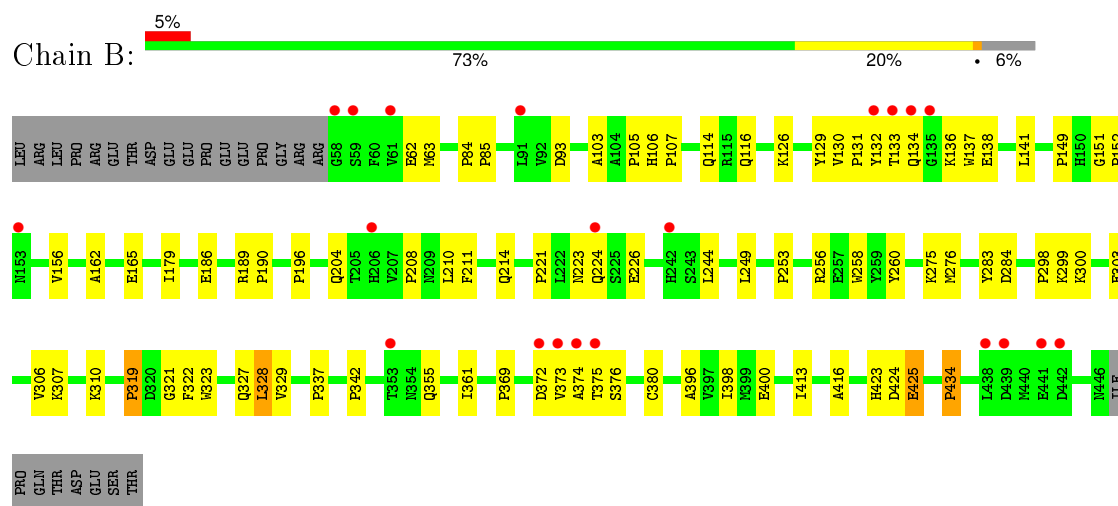 5%
Chain B:
73% 20% • 6%
LEU ARG LEU PRO ARG GLU THR ASP GLU GLU PRO GLU GLU PRO GLY ARG ARG G58 S59 F60 V61 E62 M63 P84 P85 L91 V92 D93 A103 A104 P105 H106 P107 Q114 R115 Q116 K126 Y129 V130 P131 Y132 T133 Q134 G135 K136 W137 E138 L141 P149 H150 G151 P152
N153 V156 A162 E165 I179 E186 R189 P190 P196 Q204 T205 H206 V207 P208 N209 L210 F211 Q214 P221 L222 N223 Q224 S225 E226 H242 S243 L244 L249 P253 R256 E257 W258 Y259 Y260 K275 M276 Y283 D284 P298 K299 K300
V306 K307 K310 P319 D320 G321 F322 W323 Q327 L328 V329 P337 P342 T353 N354 Q355 I361 P369 D372 V373 A374 T375 S376 C380 A396 V397 I398 M399 E400 I413 A416 H423 D424 E425 P434 L438 D439 M440 E441 D442 N446
PRO GLN THR ASP GLU SER THR